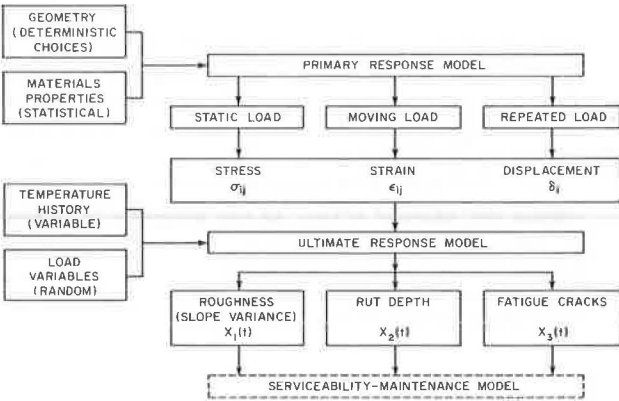 GEOMETRY
(DETERMINISTIC
CHOICES)
MATERIALS
PROPERTIES
(STATISTICAL)
PRIMARY RESPONSE MODEL
STATIC LOAD
MOVING LOAD
REPEATED LOAD
STRESS
σij
STRAIN
ϵij
DISPLACEMENT
δij
TEMPERATURE
HISTORY
(VARIABLE)
LOAD
VARIABLES
(RANDOM)
ULTIMATE RESPONSE MODEL
ROUGHNESS
(SLOPE VARIANCE)
X₁(t)
RUT DEPTH
X₂(t)
FATIGUE CRACKS
X₃(t)
SERVICEABILITY-MAINTENANCE MODEL